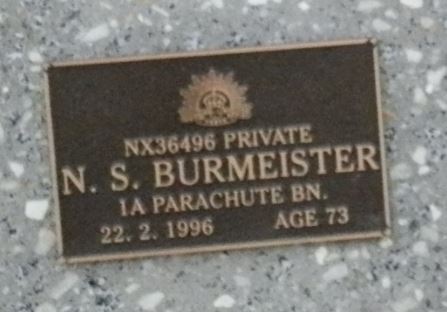 NX36496 PRIVATE
N. S. BURMEISTER
1A PARACHUTE BN.
22. 2. 1996 AGE 73